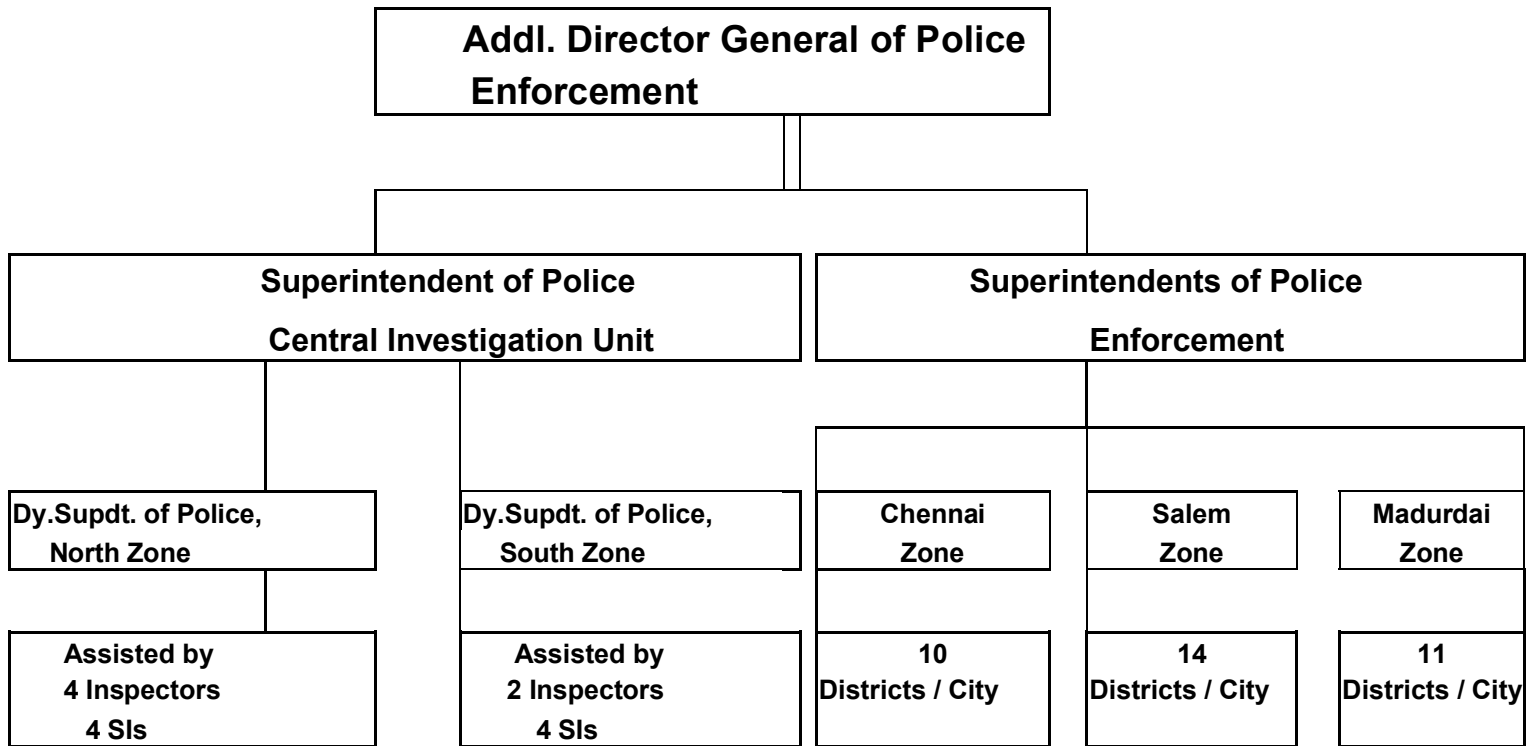 Addl. Director General of Police
Enforcement
Superintendent of Police
Central Investigation Unit
Superintendents of Police
Enforcement
Dy.Supdt. of Police,
North Zone
Dy.Supdt. of Police,
South Zone
Chennai
Zone
Salem
Zone
Madurdai
Zone
Assisted by
4 Inspectors
4 SIs
Assisted by
2 Inspectors
4 SIs
10
Districts / City
14
Districts / City
11
Districts / City